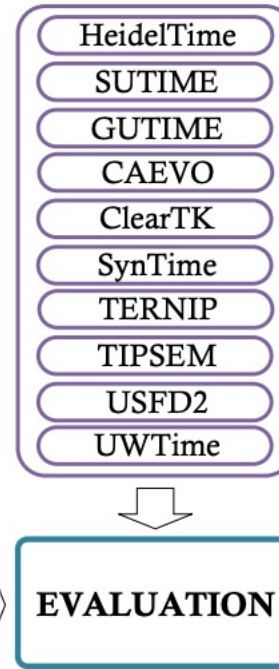 HeidelTime
SUTIME
GUTIME
CAEVO
ClearTK
SynTime
TERNIP
TIPSEM
USFD2
UWTime
EVALUATION